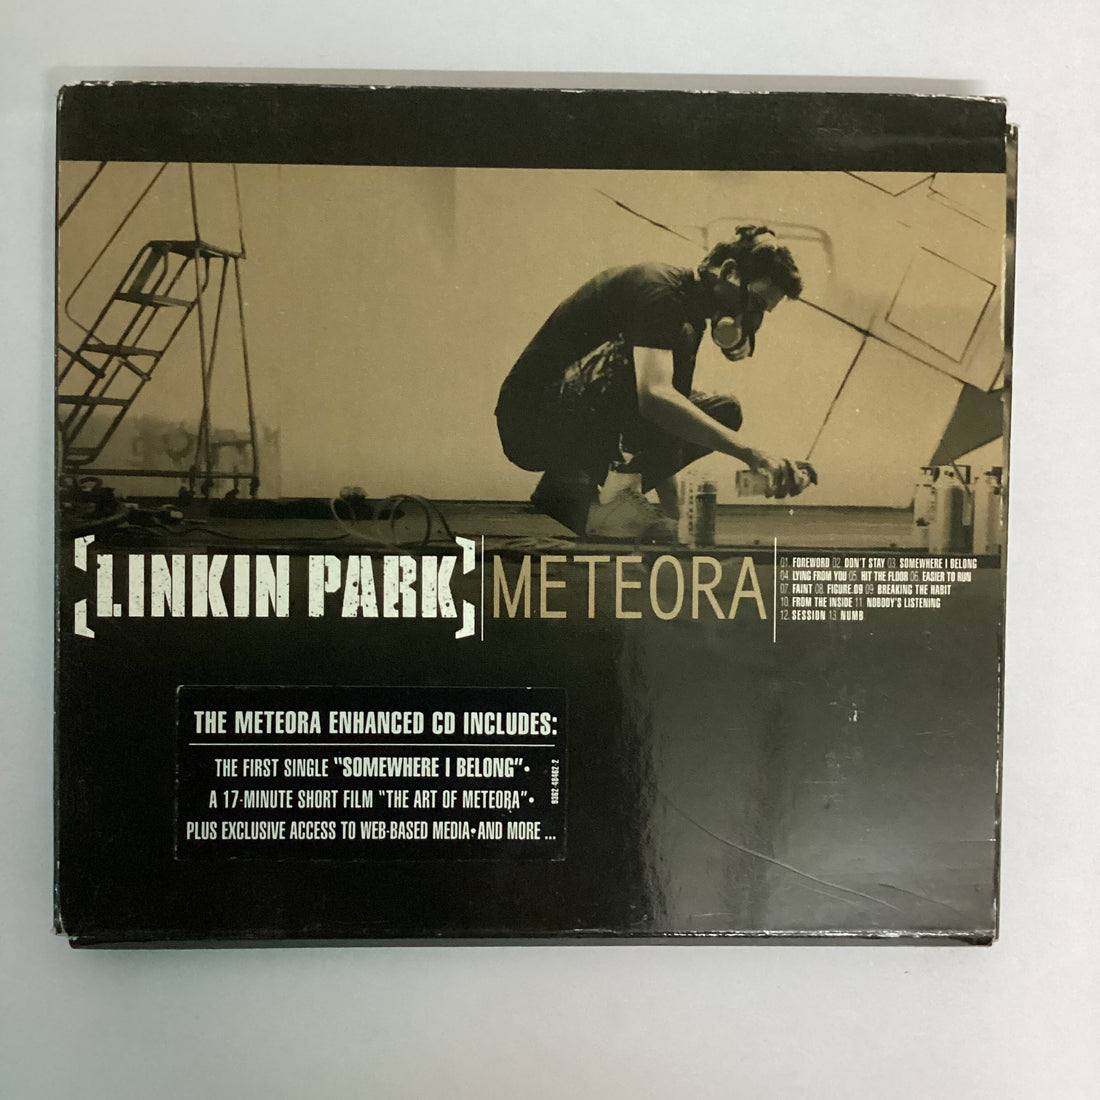 [LINKIN PARK]
METEORA
01. FOREWORD 02. DON'T STAY 03. SOMEWHERE I BELONG
04. LYING FROM YOU 05. HIT THE FLOOR 06. EASIER TO RUN
07. FAINT 08. FIGURE.09 09. BREAKING THE HABIT
10. FROM THE INSIDE 11. NOBODY'S LISTENING
12. SESSION 13. NUMB
THE METEORA ENHANCED CD INCLUDES:
THE FIRST SINGLE "SOMEWHERE I BELONG"•
A 17-MINUTE SHORT FILM "THE ART OF METEORA"•
PLUS EXCLUSIVE ACCESS TO WEB-BASED MEDIA•AND MORE ...
9362-48462-2